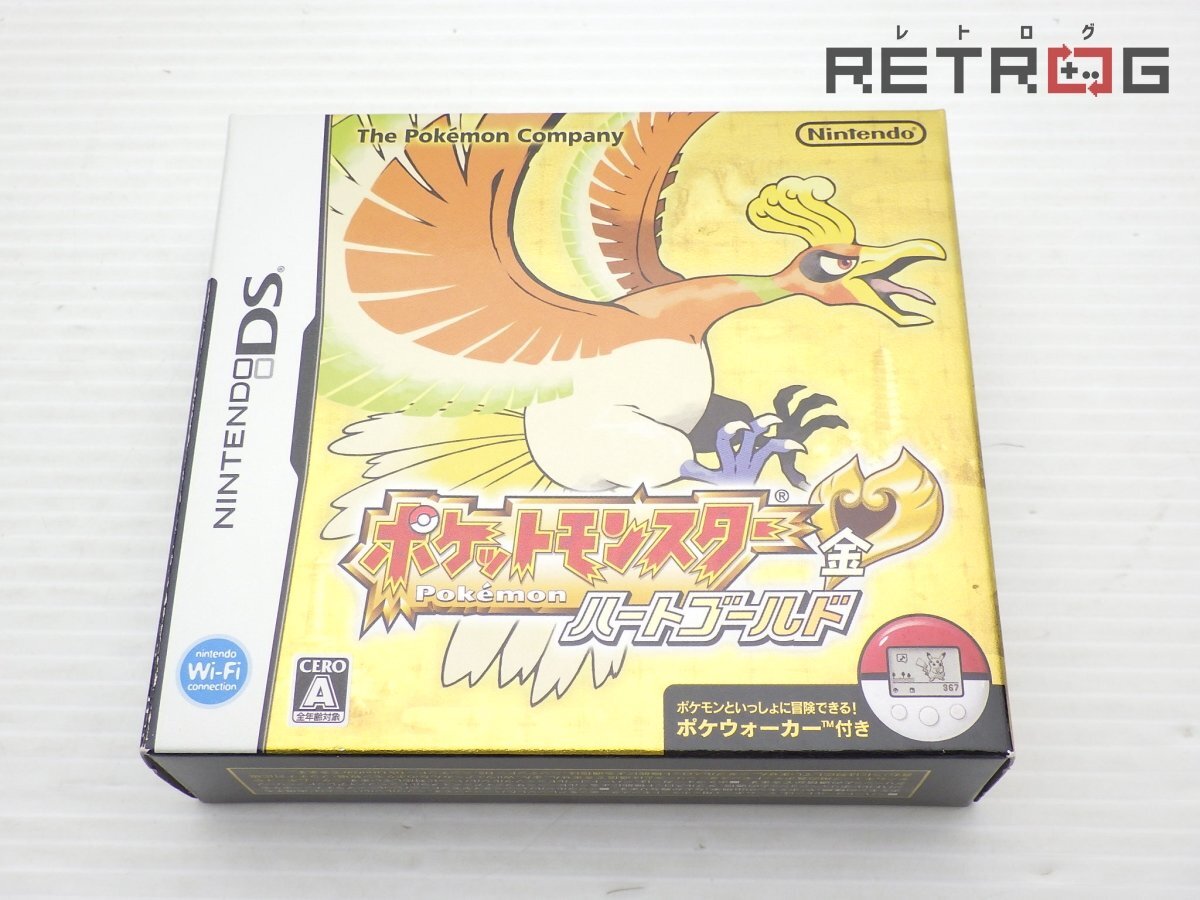 レトログ
RETROG
The Pokémon Company
Nintendo®
NINTENDO DS®
ポケットモンスター®
Pokémon
金
ハートゴールド
nintendo
Wi-Fi
connection
CERO
A
全年齢対象
367
ポケモンといっしょに冒険できる!
ポケウォーカー™付き